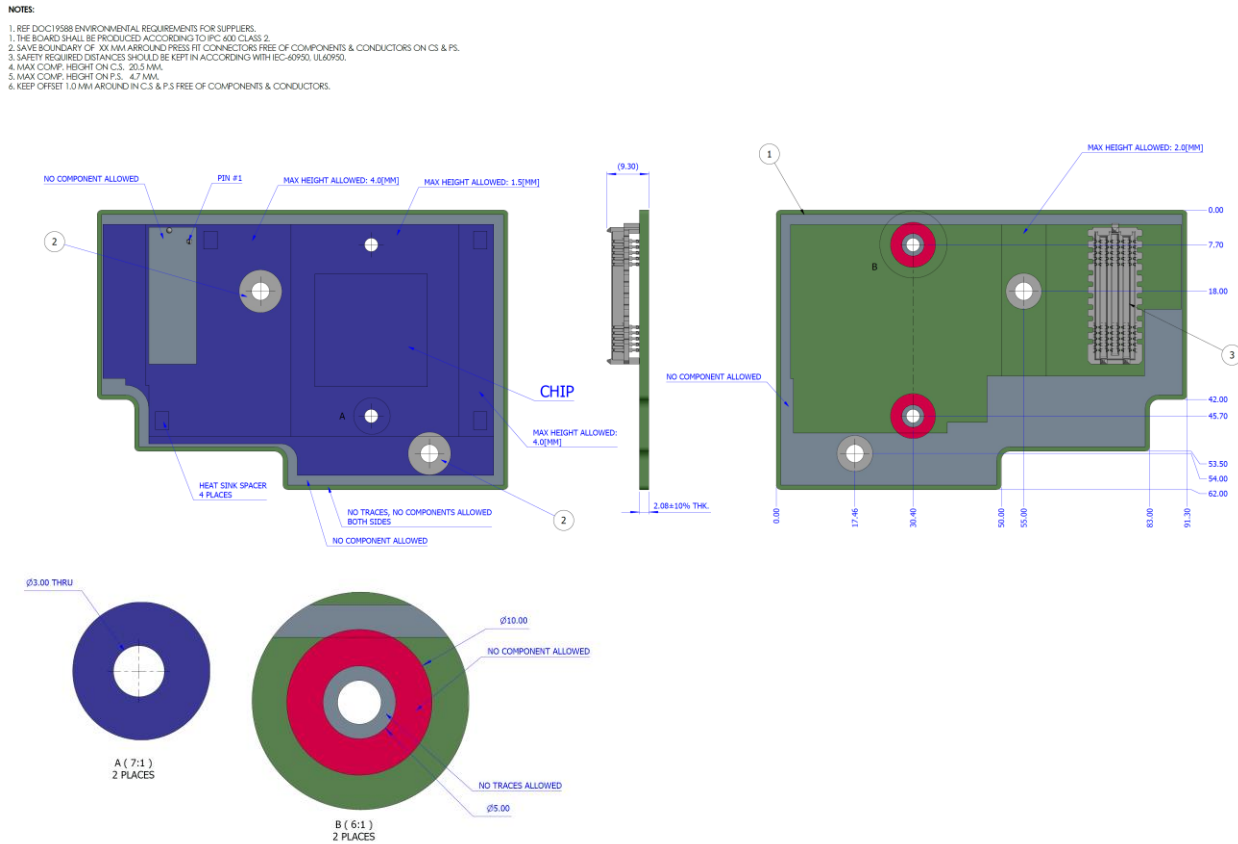 NOTES:
1. REF DOC19588 ENVIRONMENTAL REQUIREMENTS FOR SUPPLIERS.
1. THE BOARD SHALL BE PRODUCED ACCORDING TO IPC 600 CLASS 2.
2. SAVE BOUNDARY OF XX MM ARROUND PRESS FIT CONNECTORS FREE OF COMPONENTS & CONDUCTORS ON CS & PS.
3. SAFETY REQUIRED DISTANCES SHOULD BE KEPT IN ACCORDING WITH IEC-60950, UL60950.
4. MAX COMP. HEIGHT ON C.S. 20.5 MM.
5. MAX COMP. HEIGHT ON P.S. 4.7 MM.
6. KEEP OFFSET 1.0 MM AROUND IN C.S & P.S FREE OF COMPONENTS & CONDUCTORS.
NO COMPONENT ALLOWED
PIN #1
MAX HEIGHT ALLOWED: 4.0[MM]
MAX HEIGHT ALLOWED: 1.5[MM]
2
A
CHIP
MAX HEIGHT ALLOWED:
4.0[MM]
HEAT SINK SPACER
4 PLACES
NO TRACES, NO COMPONENTS ALLOWED
BOTH SIDES
NO COMPONENT ALLOWED
2
(9.30)
2.08±10% THK.
1
MAX HEIGHT ALLOWED: 2.0[MM]
B
NO COMPONENT ALLOWED
3
0.00
7.70
18.00
42.00
45.70
53.50
54.00
62.00
0.00
17.46
30.40
50.00
55.00
83.00
91.30
Ø3.00 THRU
A ( 7:1 )
2 PLACES
Ø10.00
NO COMPONENT ALLOWED
NO TRACES ALLOWED
Ø5.00
B ( 6:1 )
2 PLACES